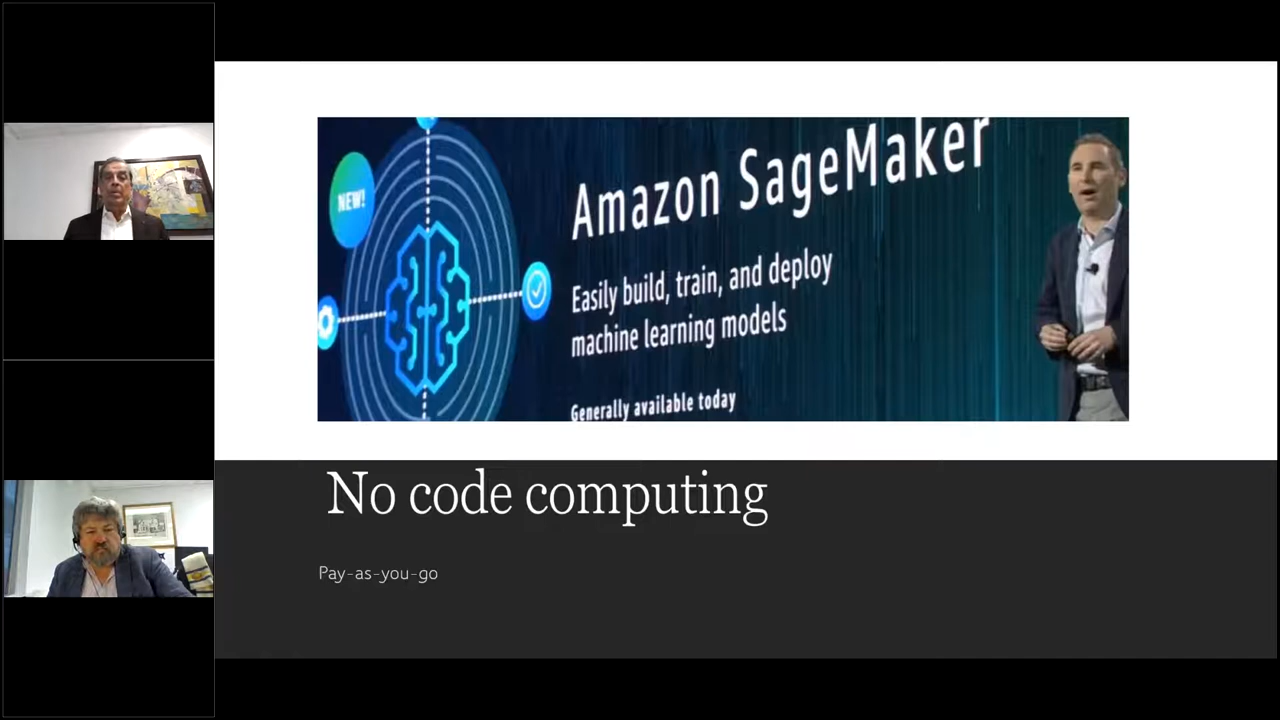 NEW!
Amazon SageMaker
Easily build, train, and deploy
machine learning models
Generally available today
No code computing
Pay-as-you-go